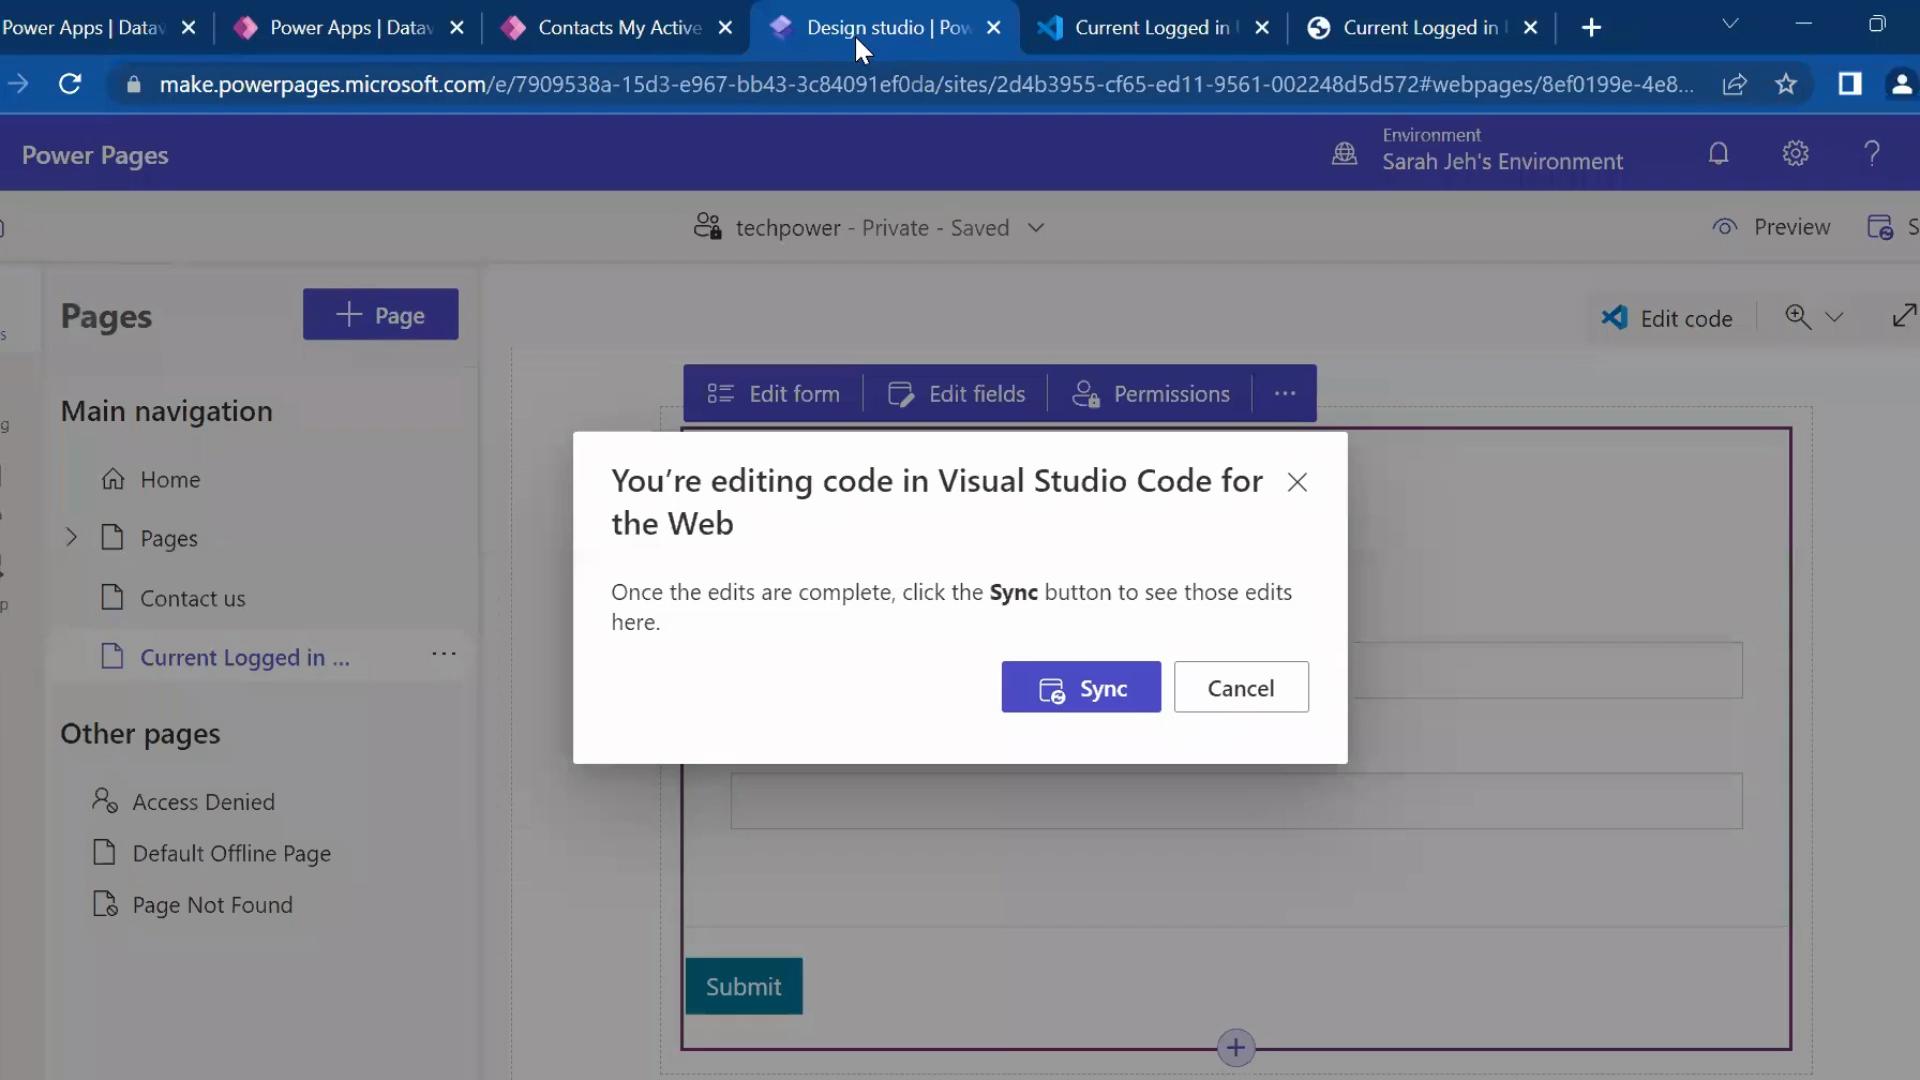 Power Apps | Datav
Power Apps | Datav
Contacts My Active
Design studio | Pow
Current Logged in
Current Logged in
make.powerpages.microsoft.com/e/7909538a-15d3-e967-bb43-3c84091ef0da/sites/2d4b3955-cf65-ed11-9561-002248d5d572#webpages/8ef0199e-4e8...
Power Pages
Environment
Sarah Jeh's Environment
techpower - Private - Saved
Preview
S
Pages
Page
Edit code
Main navigation
Edit form
Edit fields
Permissions
Home
Pages
Contact us
Current Logged in ...
You're editing code in Visual Studio Code for
the Web
Once the edits are complete, click the Sync button to see those edits
here.
Sync
Cancel
Other pages
Access Denied
Default Offline Page
Page Not Found
Submit